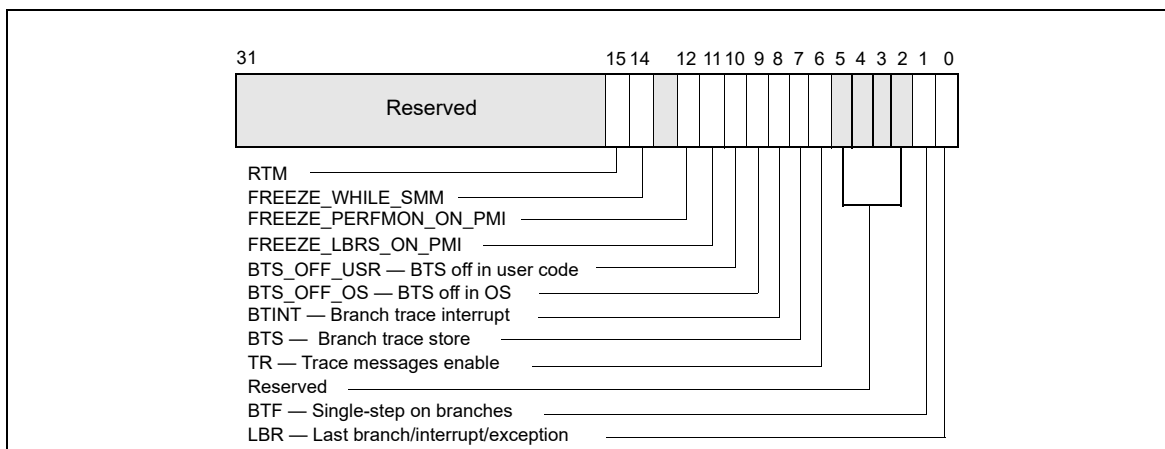 31 15 14 12 11 10 9 8 7 6 5 4 3 2 1 0
Reserved
RTM
FREEZE_WHILE_SMM
FREEZE_PERFMON_ON_PMI
FREEZE_LBRS_ON_PMI
BTS_OFF_USR — BTS off in user code
BTS_OFF_OS — BTS off in OS
BTINT — Branch trace interrupt
BTS — Branch trace store
TR — Trace messages enable
Reserved
BTF — Single-step on branches
LBR — Last branch/interrupt/exception